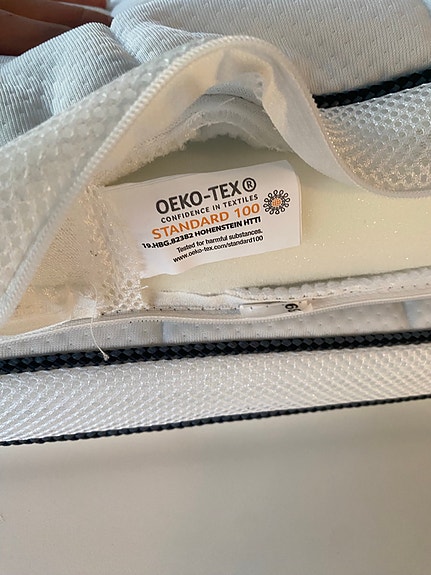 OEKO-TEX®
CONFIDENCE IN TEXTILES
STANDARD 100
19.HBG.82382 HOHENSTEIN HTTI
Tested for harmful substances.
www.oeko-tex.com/standard100